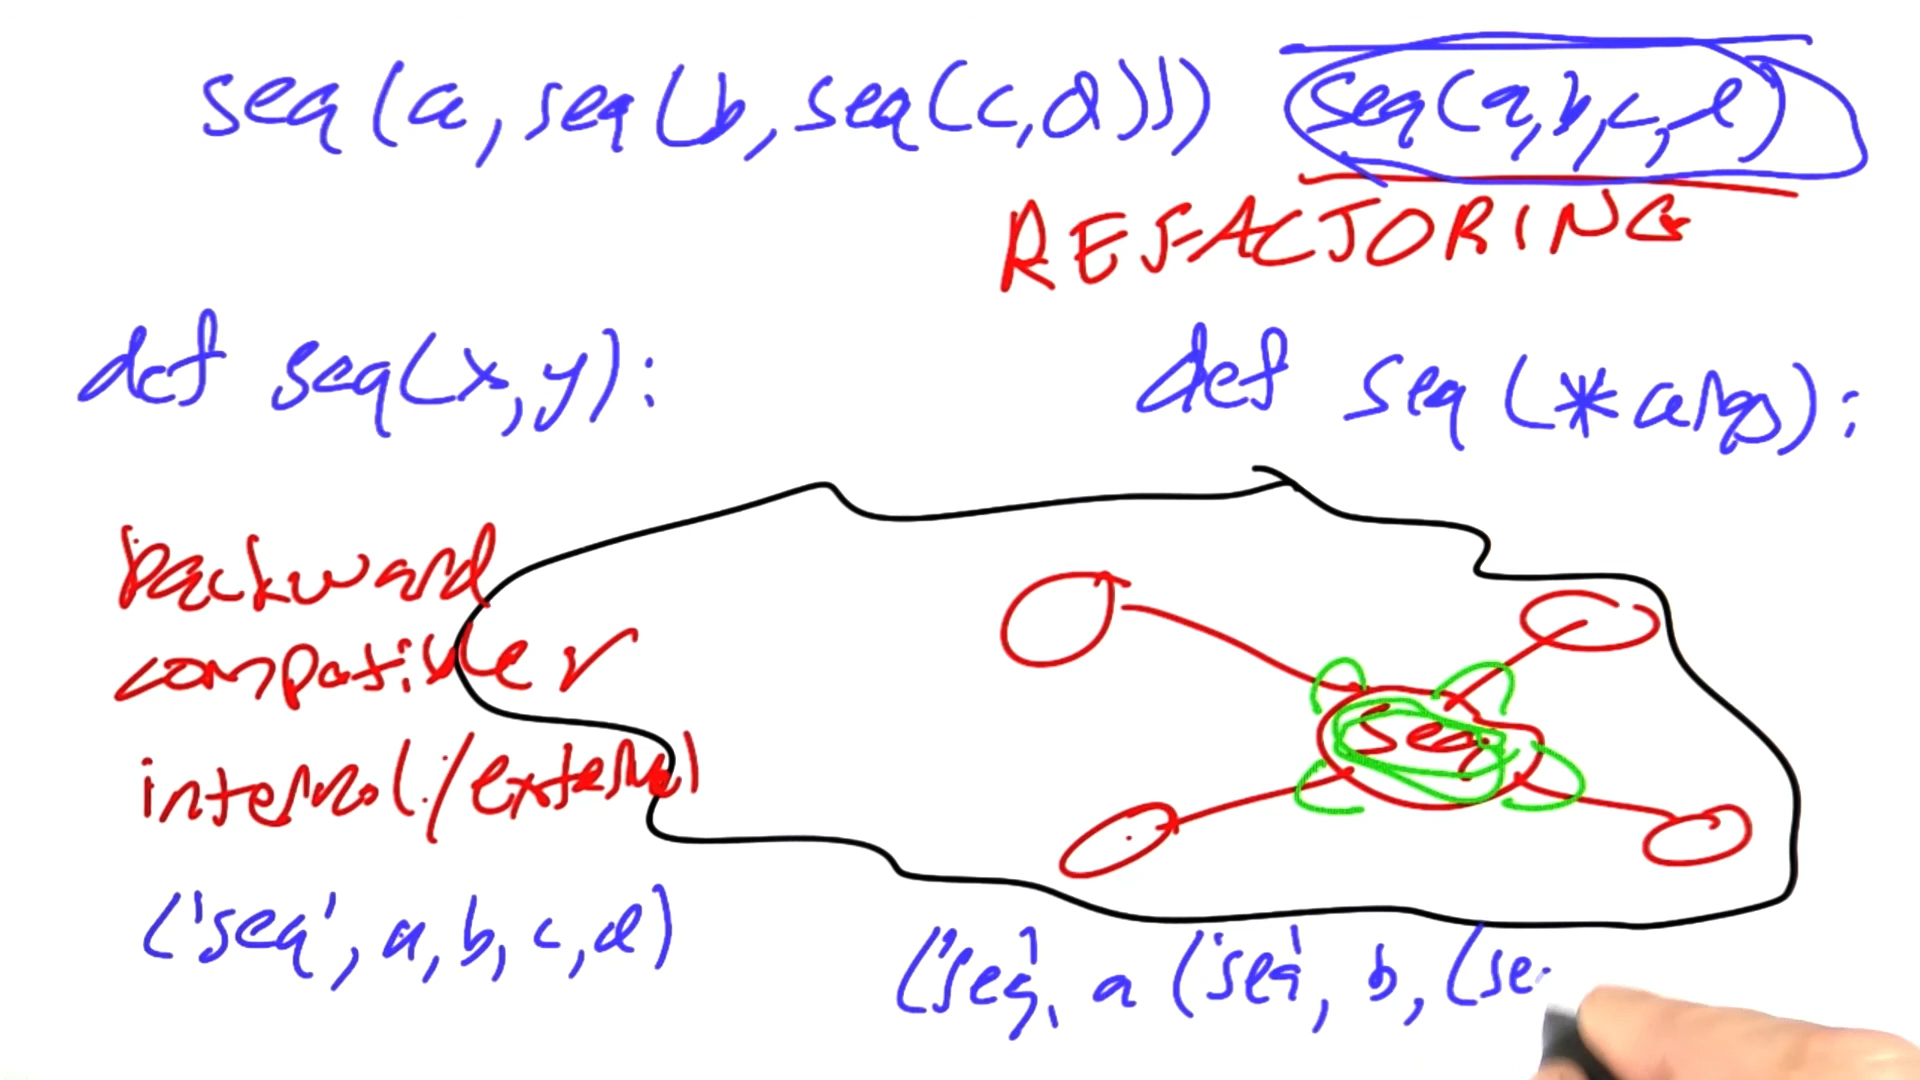 seq(a,seq(b,seq(c,d))) seq(a,b,c,d)
REFACTORING
def seq(x,y):
def seq(*args):
backward
compatible
internal/external
seq
('seq',a,b,c,d)
('seq', a ('seq', b, (se